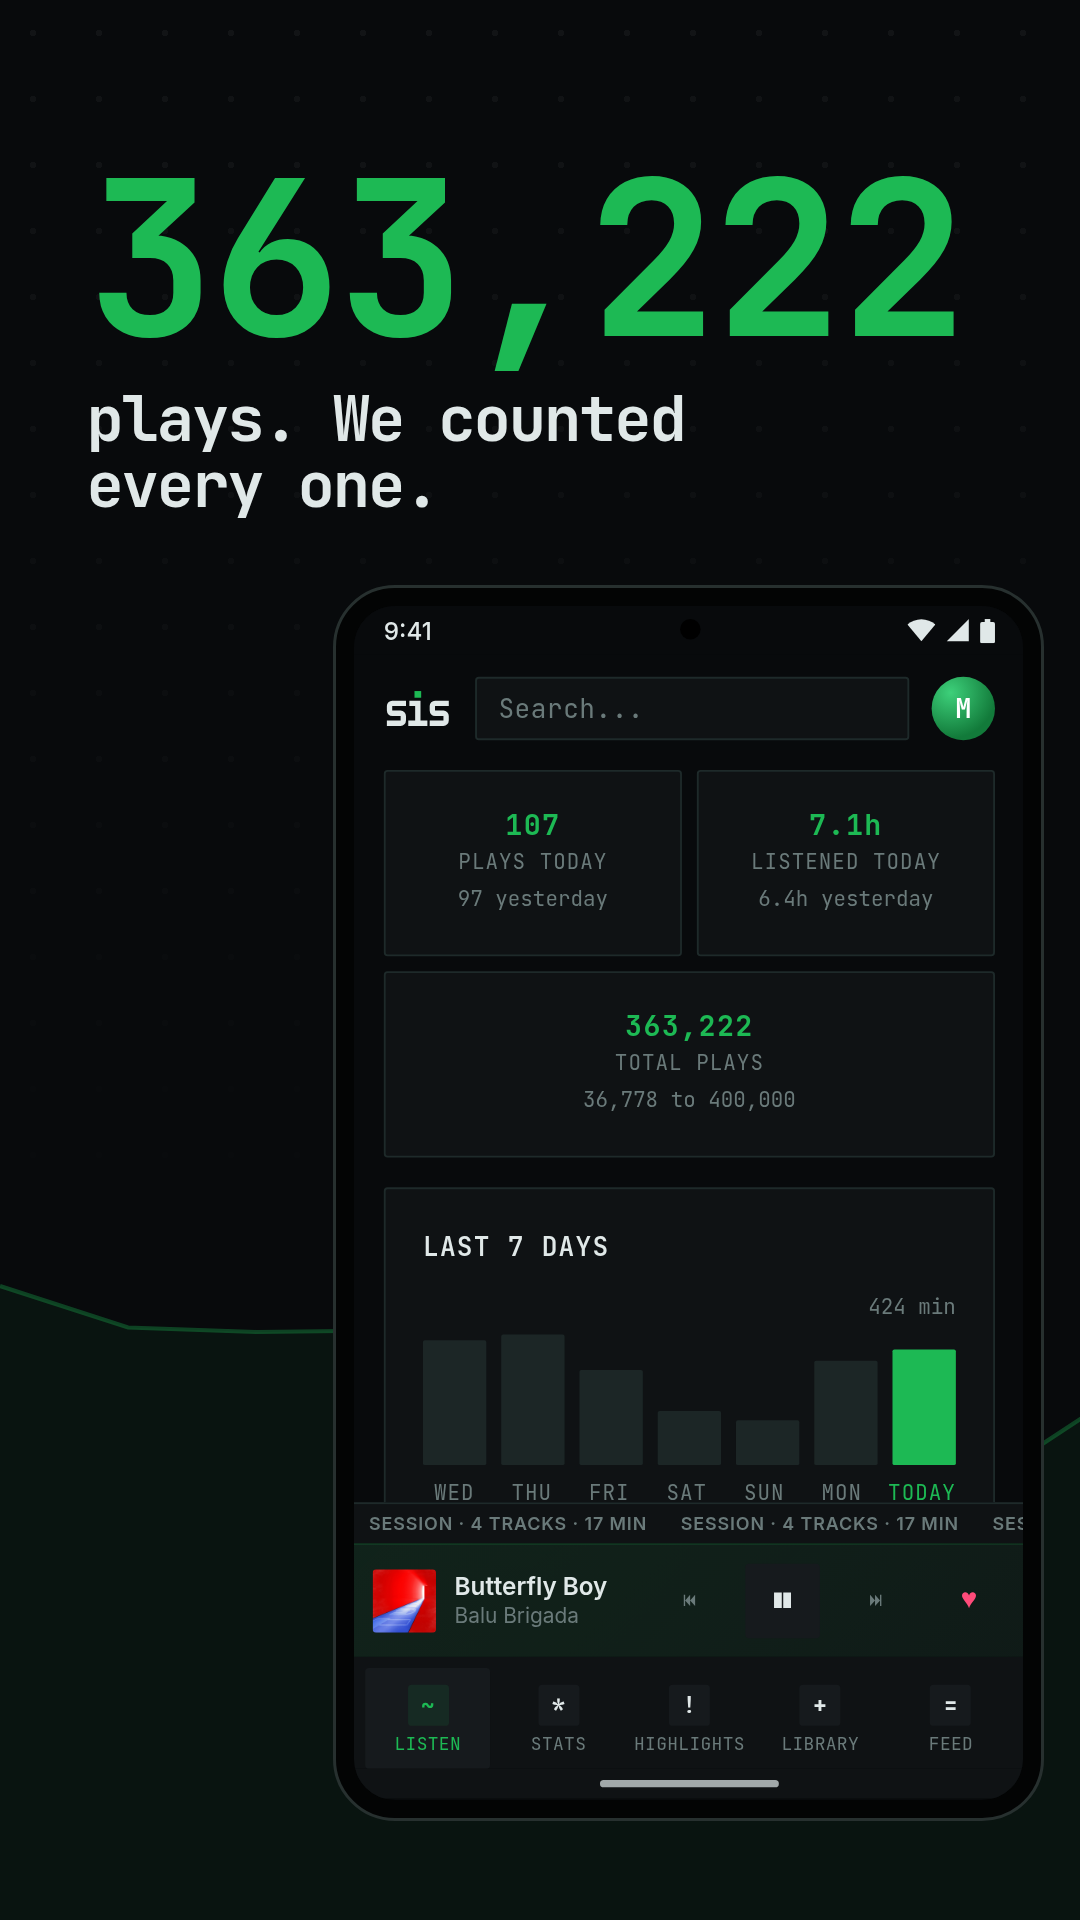 363,222
plays. We counted
every one.
9:41
sis
Search...
M
107
PLAYS TODAY
97 yesterday
7.1h
LISTENED TODAY
6.4h yesterday
363,222
TOTAL PLAYS
36,778 to 400,000
LAST 7 DAYS
424 min
WED THU FRI SAT SUN MON TODAY
SESSION · 4 TRACKS · 17 MIN SESSION · 4 TRACKS · 17 MIN SES
Butterfly Boy
Balu Brigada
~ * ! + =
LISTEN STATS HIGHLIGHTS LIBRARY FEED